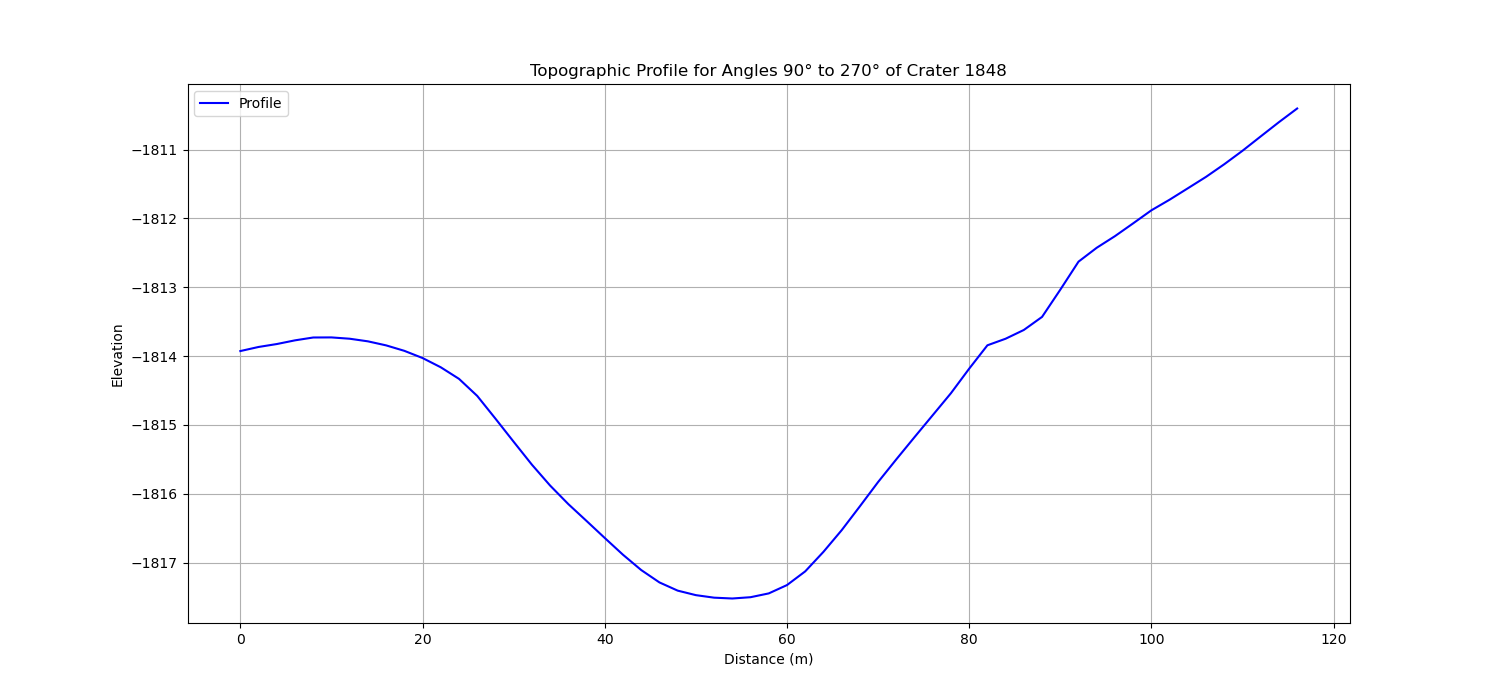 Topographic Profile for Angles 90° to 270° of Crater 1848
Profile
−1811
−1812
−1813
−1814
−1815
−1816
−1817
Elevation
0 20 40 60 80 100 120
Distance (m)